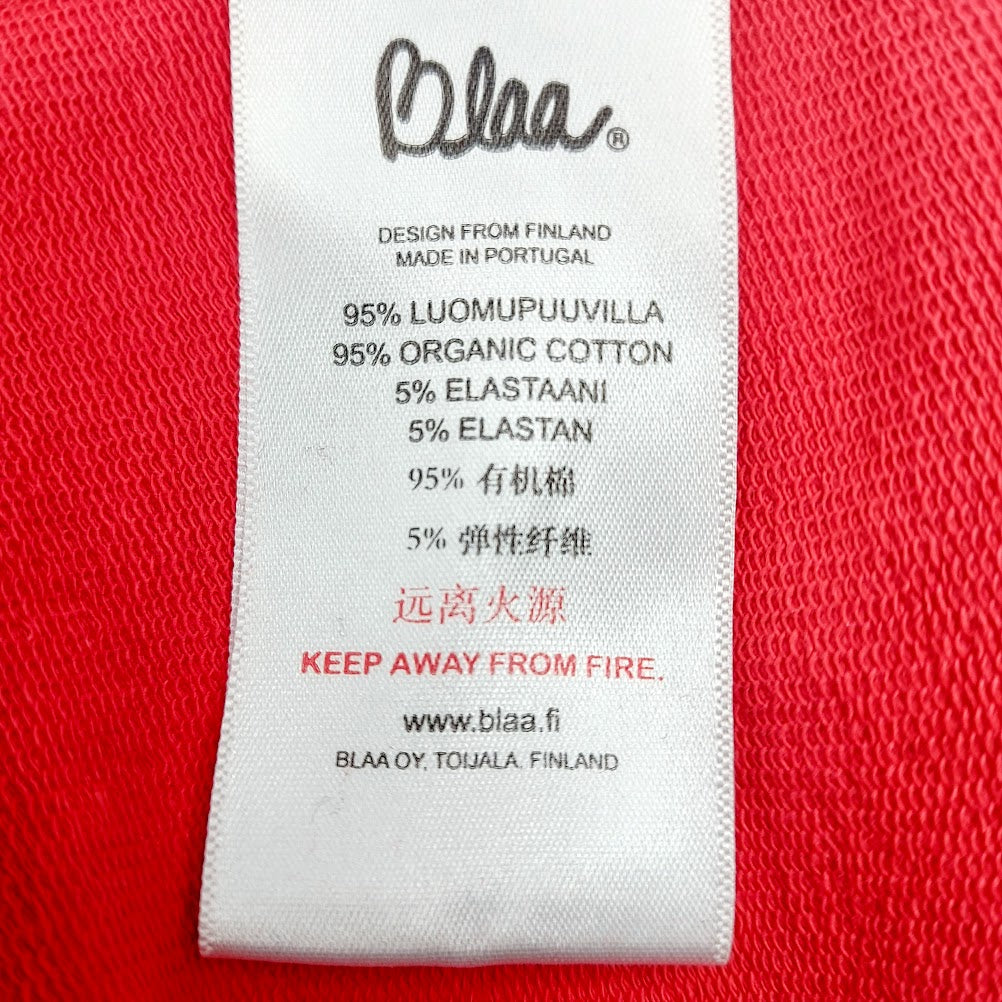 Blaa®
DESIGN FROM FINLAND
MADE IN PORTUGAL
95% LUOMUPUUVILLA
95% ORGANIC COTTON
5% ELASTAANI
5% ELASTAN
95% 有机棉
5% 弹性纤维
远离火源
KEEP AWAY FROM FIRE.
www.blaa.fi
BLAA OY, TOIJALA, FINLAND